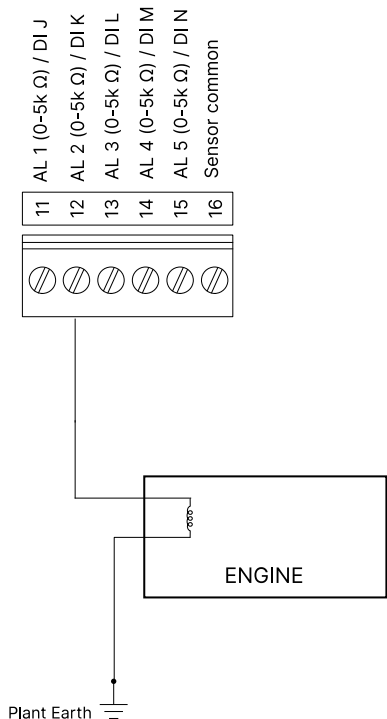 AL 1 (0-5k Ω) / DI J
AL 2 (0-5k Ω) / DI K
AL 3 (0-5k Ω) / DI L
AL 4 (0-5k Ω) / DI M
AL 5 (0-5k Ω) / DI N
Sensor common
11
12
13
14
15
16
ENGINE
Plant Earth